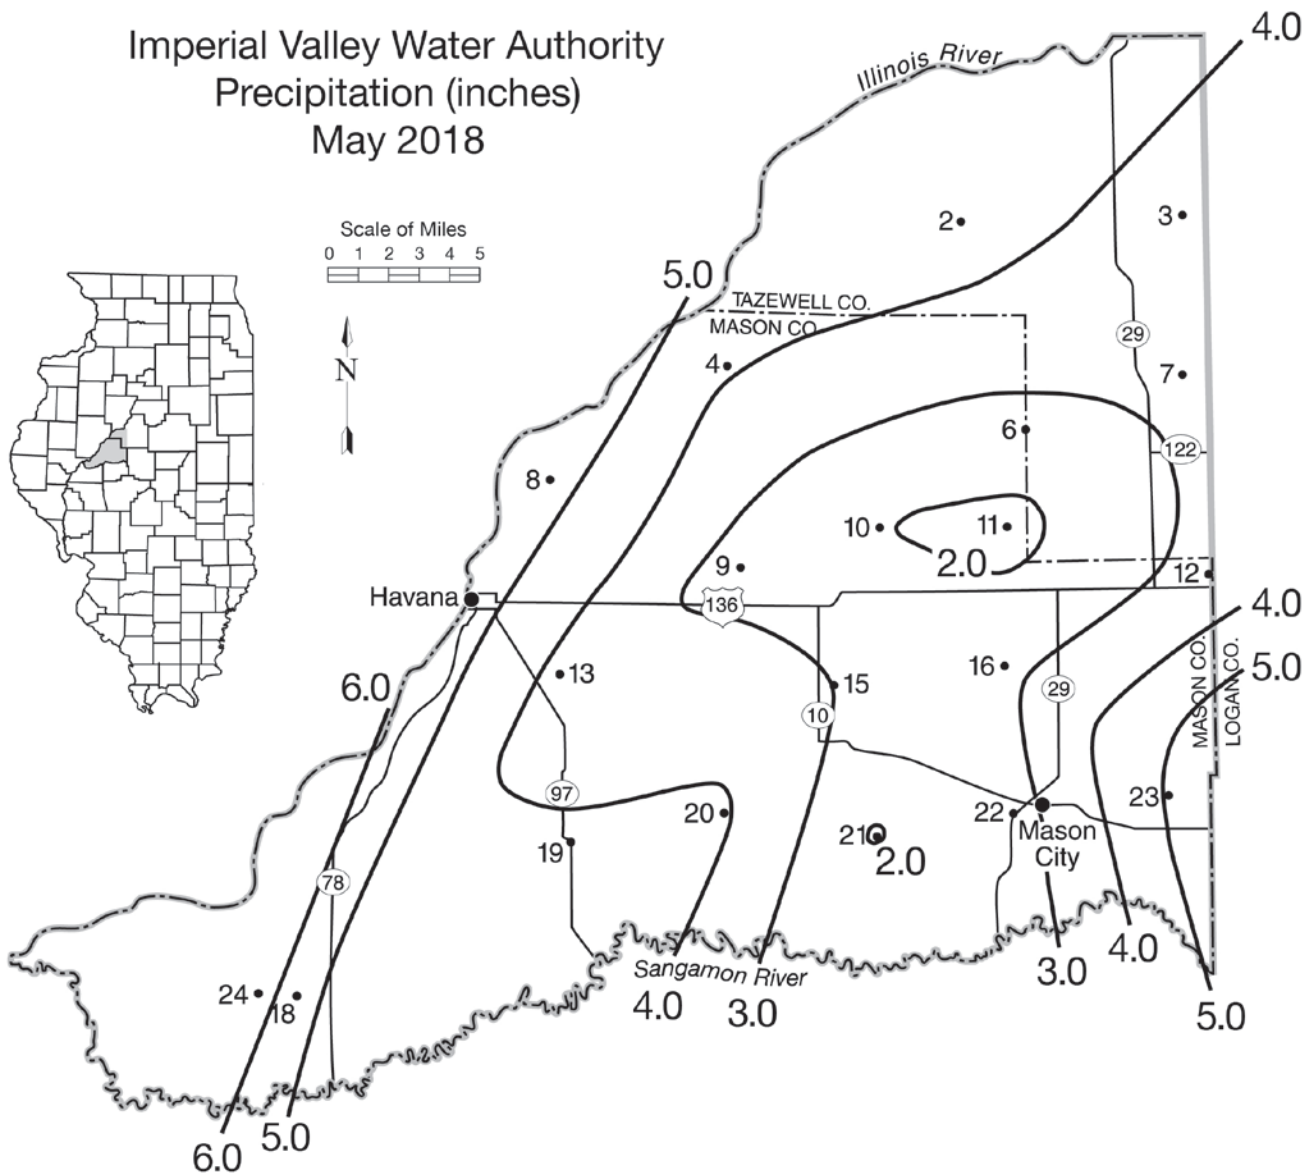 Imperial Valley Water Authority
Precipitation (inches)
May 2018
4.0
Illinois River
Scale of Miles
0 1 2 3 4 5
2
3
5.0
TAZEWELL CO.
MASON CO.
29
N
4
7
6
122
8
10
11
2.0
9
12
Havana
136
4.0
MASON CO.
LOGAN CO.
13
16
5.0
6.0
15
29
10
97
23
20
22
21
Mason
City
19
2.0
78
4.0
Sangamon River
3.0
24
18
4.0
3.0
5.0
5.0
6.0